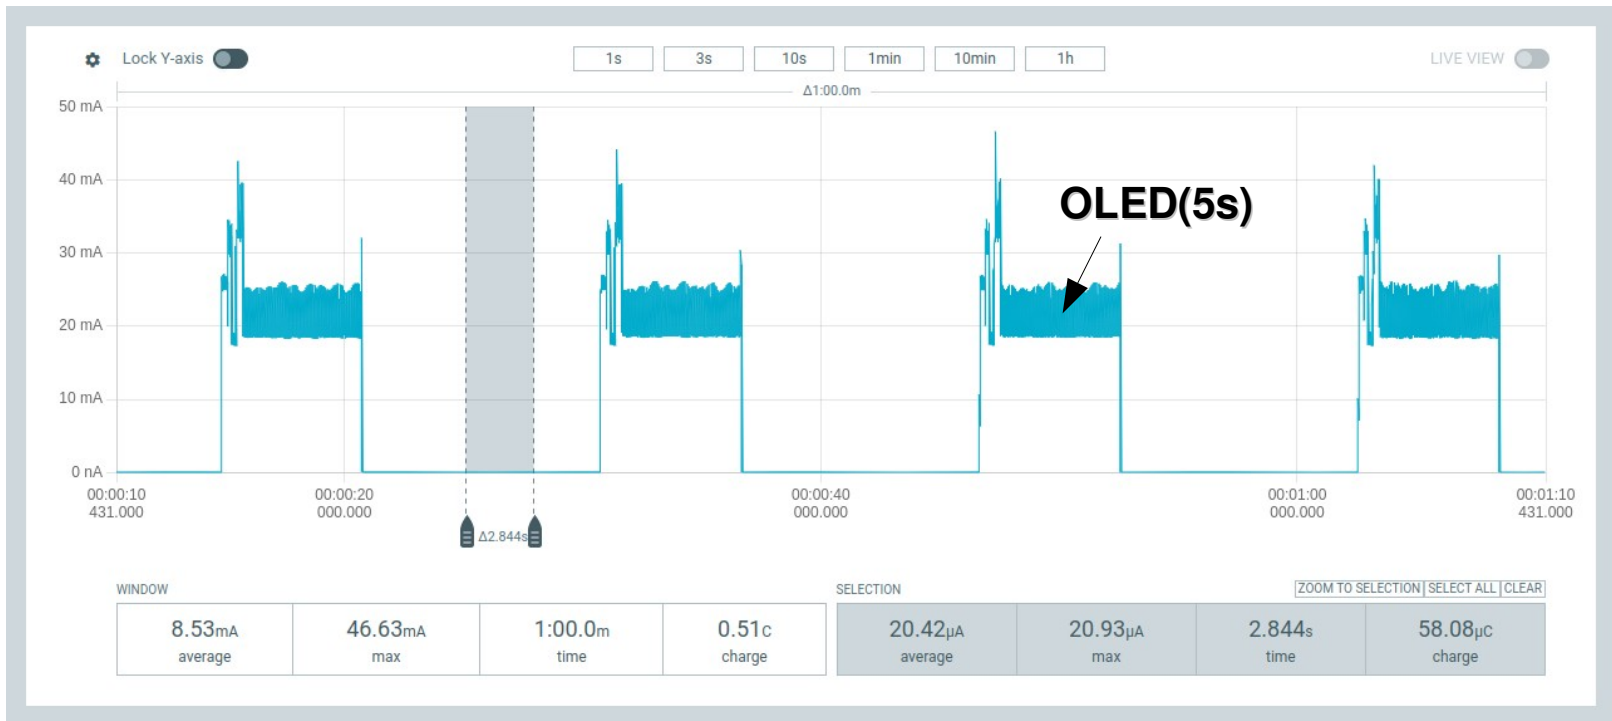 Lock Y-axis
1s 3s 10s 1min 10min 1h
LIVE VIEW
Δ1:00.0m
50 mA
40 mA
30 mA
20 mA
10 mA
0 nA
OLED(5s)
00:00:10 00:00:20 00:00:40 00:01:00 00:01:10
431.000 000.000 000.000 000.000 431.000
Δ2.844s
WINDOW
8.53mA 46.63mA 1:00.0m 0.51C
average max time charge
SELECTION
ZOOM TO SELECTION SELECT ALL CLEAR
20.42μA 20.93μA 2.844s 58.08μC
average max time charge